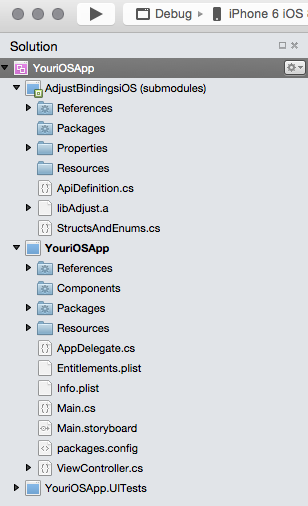 Debug
iPhone 6 iOS
Solution
YouriOSApp
AdjustBindingsiOS (submodules)
References
Packages
Properties
Resources
ApiDefinition.cs
libAdjust.a
StructsAndEnums.cs
YouriOSApp
References
Components
Packages
Resources
AppDelegate.cs
Entitlements.plist
Info.plist
Main.cs
Main.storyboard
packages.config
ViewController.cs
YouriOSApp.UITests